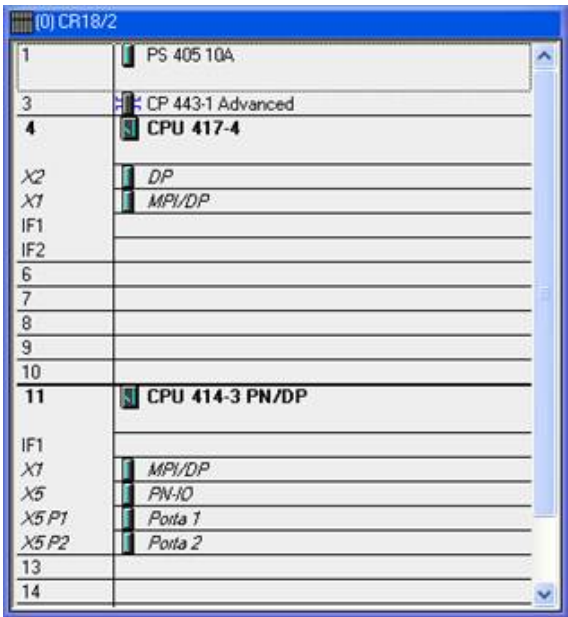 (0) CR18/2
1 PS 405 10A
3 CP 443-1 Advanced
4 CPU 417-4
X2 DP
X1 MPI/DP
IF1
IF2
6
7
8
9
10
11 CPU 414-3 PN/DP
IF1
X1 MPI/DP
X5 PN-IO
X5 P1 Porta 1
X5 P2 Porta 2
13
14